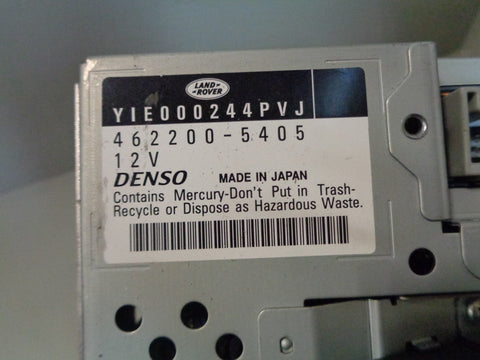 LAND ROVER
YIE000244PVJ
462200-5405
12V
DENSO MADE IN JAPAN
Contains Mercury-Don't Put in Trash-
Recycle or Dispose as Hazardous Waste.